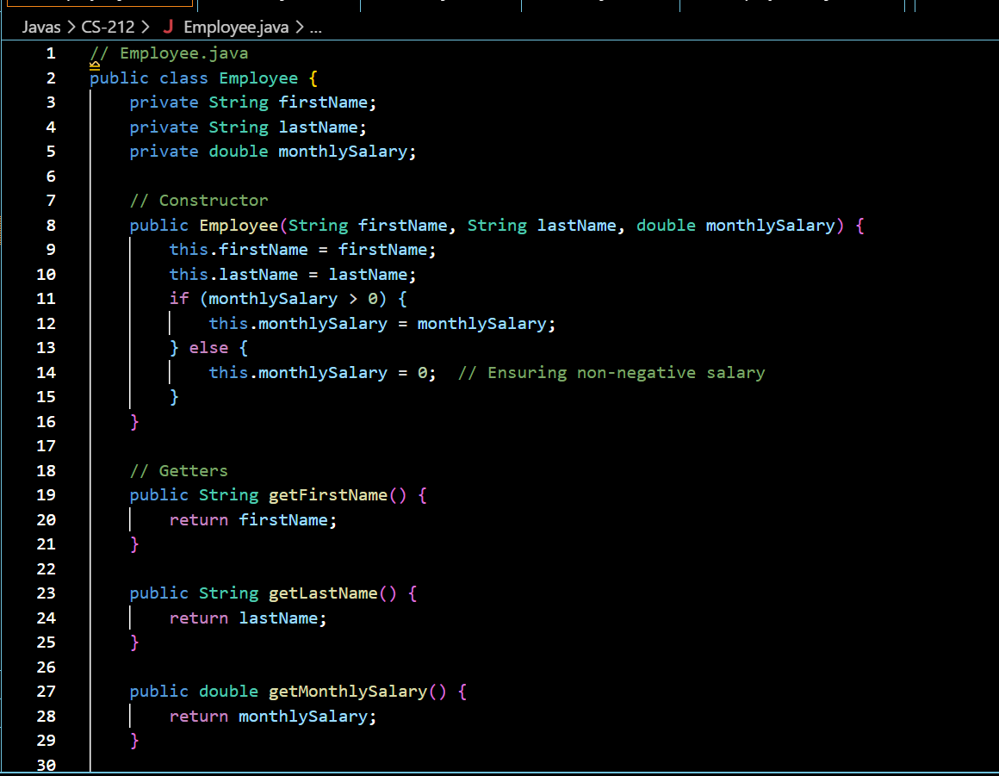 Javas > CS-212 > J Employee.java > ...
1 // Employee.java
2 public class Employee {
3     private String firstName;
4     private String lastName;
5     private double monthlySalary;
6
7     // Constructor
8     public Employee(String firstName, String lastName, double monthlySalary) {
9         this.firstName = firstName;
10         this.lastName = lastName;
11         if (monthlySalary > 0) {
12             this.monthlySalary = monthlySalary;
13         } else {
14             this.monthlySalary = 0;  // Ensuring non-negative salary
15         }
16     }
17
18     // Getters
19     public String getFirstName() {
20         return firstName;
21     }
22
23     public String getLastName() {
24         return lastName;
25     }
26
27     public double getMonthlySalary() {
28         return monthlySalary;
29     }
30